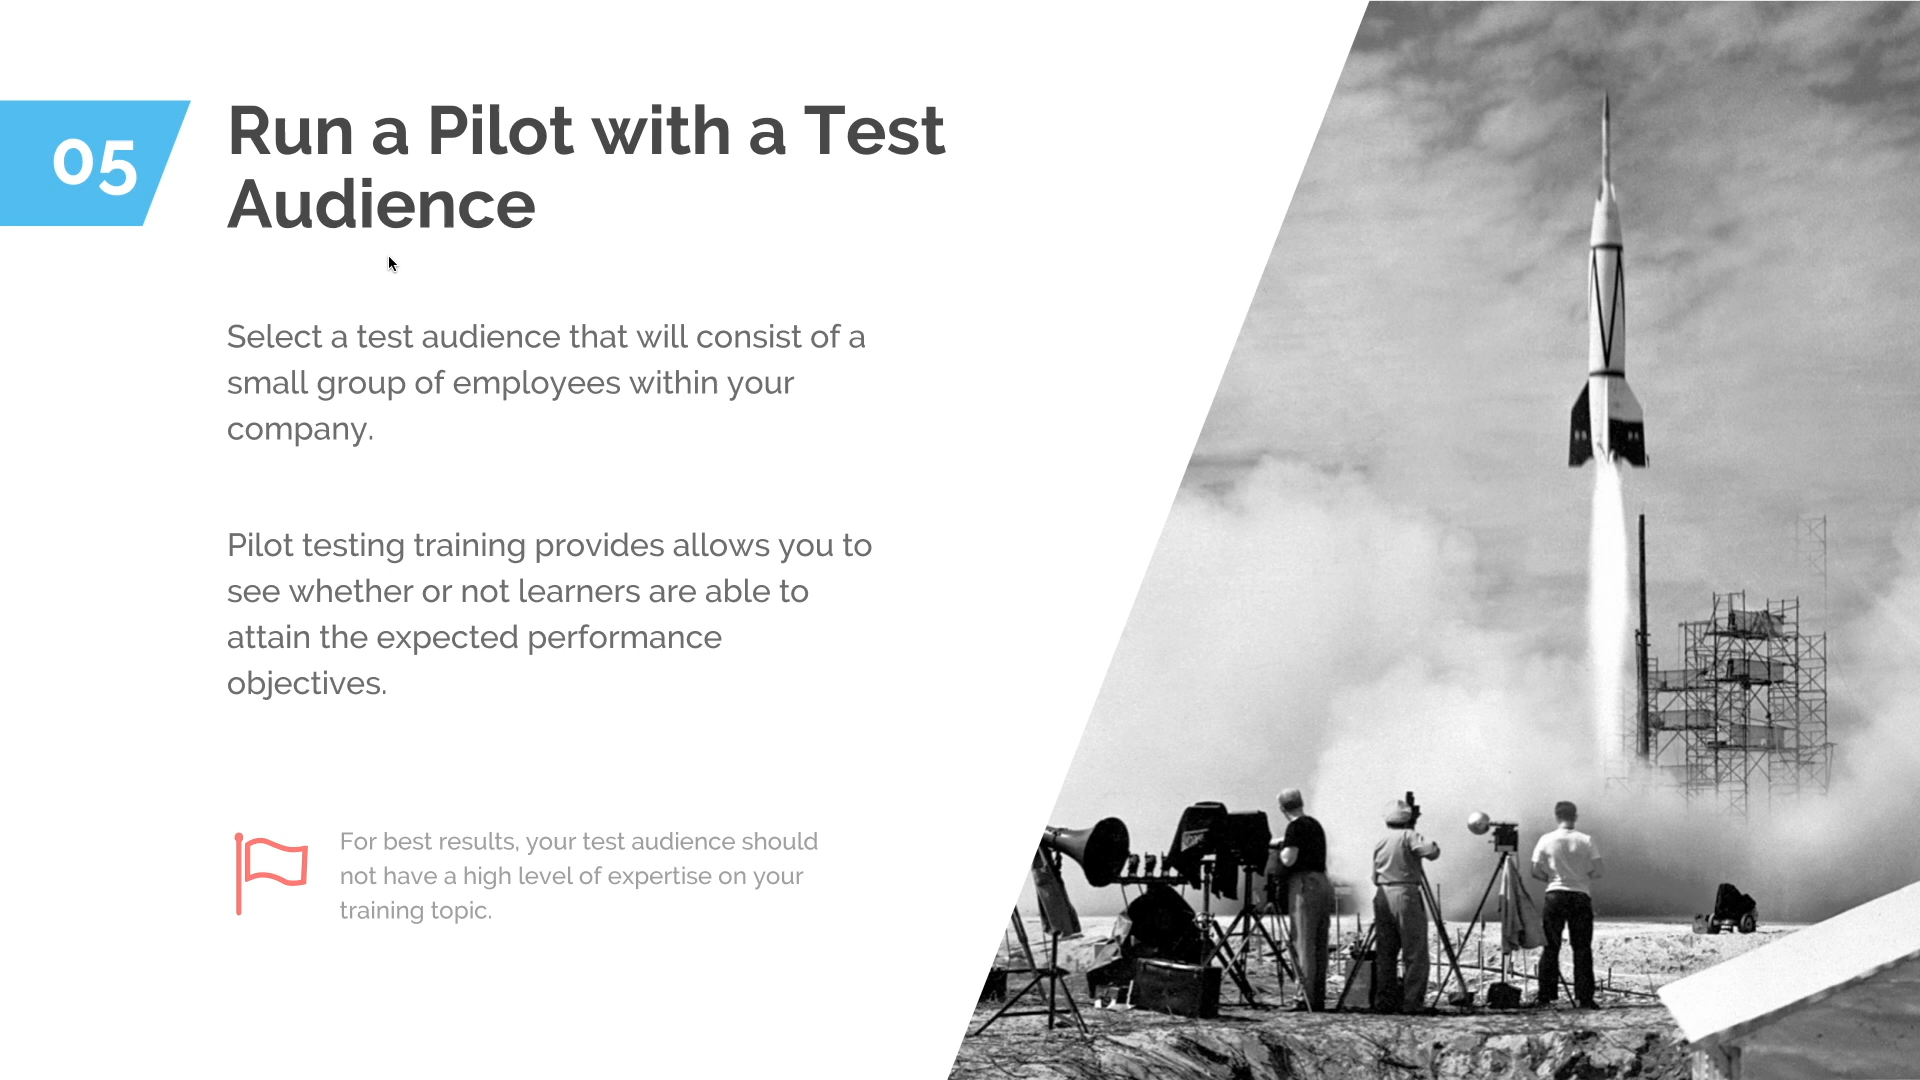 05
Run a Pilot with a Test
Audience
Select a test audience that will consist of a
small group of employees within your
company.
Pilot testing training provides allows you to
see whether or not learners are able to
attain the expected performance
objectives.
For best results, your test audience should
not have a high level of expertise on your
training topic.